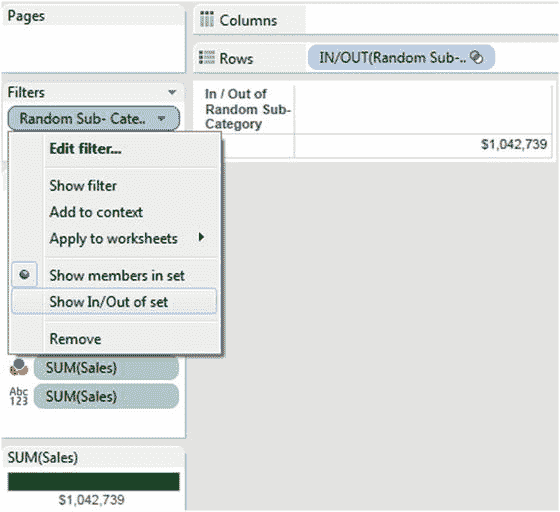 Pages
Columns
Rows
IN/OUT(Random Sub-..
Filters
Random Sub- Cate..
In / Out of
Random Sub-
Category
$1,042,739
Edit filter...
Show filter
Add to context
Apply to worksheets
Show members in set
Show In/Out of set
Remove
SUM(Sales)
Abc
123
SUM(Sales)
SUM(Sales)
$1,042,739